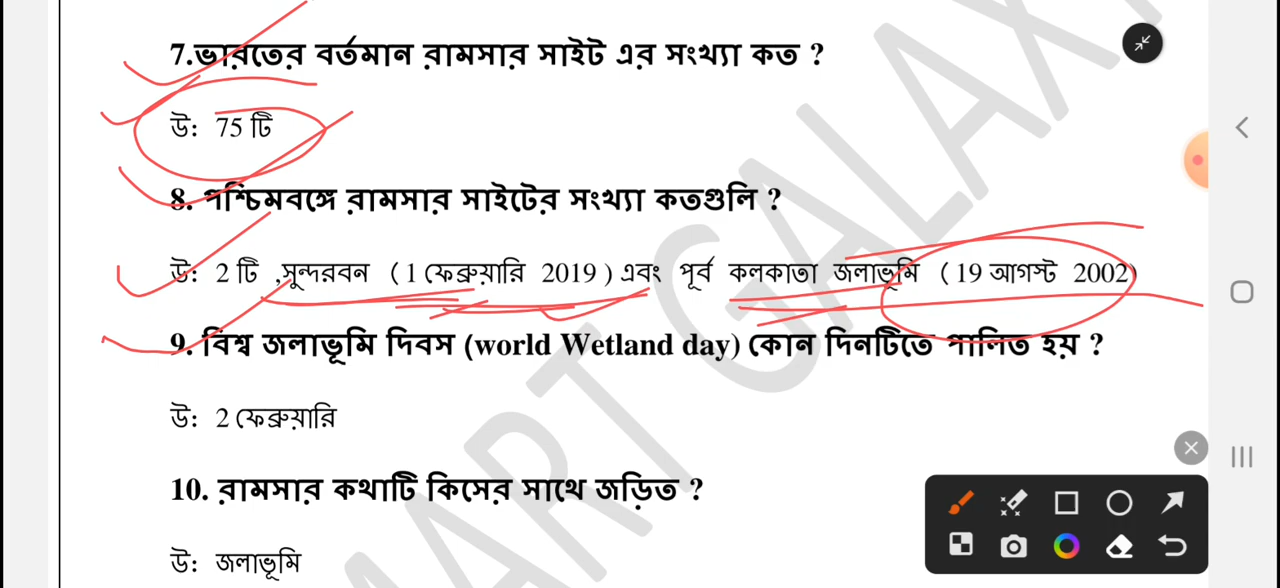 7.ভারতের বর্তমান রামসার সাইট এর সংখ্যা কত ?
উ: 75 টি
8. পশ্চিমবঙ্গে রামসার সাইটের সংখ্যা কতগুলি ?
উ: 2 টি ,সুন্দরবন ( 1 ফেব্রুয়ারি 2019 ) এবং পূর্ব কলকাতা জলাভূমি ( 19 আগস্ট 2002)
9. বিশ্ব জলাভূমি দিবস (world Wetland day) কোন দিনটিতে পালিত হয় ?
উ: 2 ফেব্রুয়ারি
10. রামসার কথাটি কিসের সাথে জড়িত ?
উ: জলাভূমি
MART GALAX